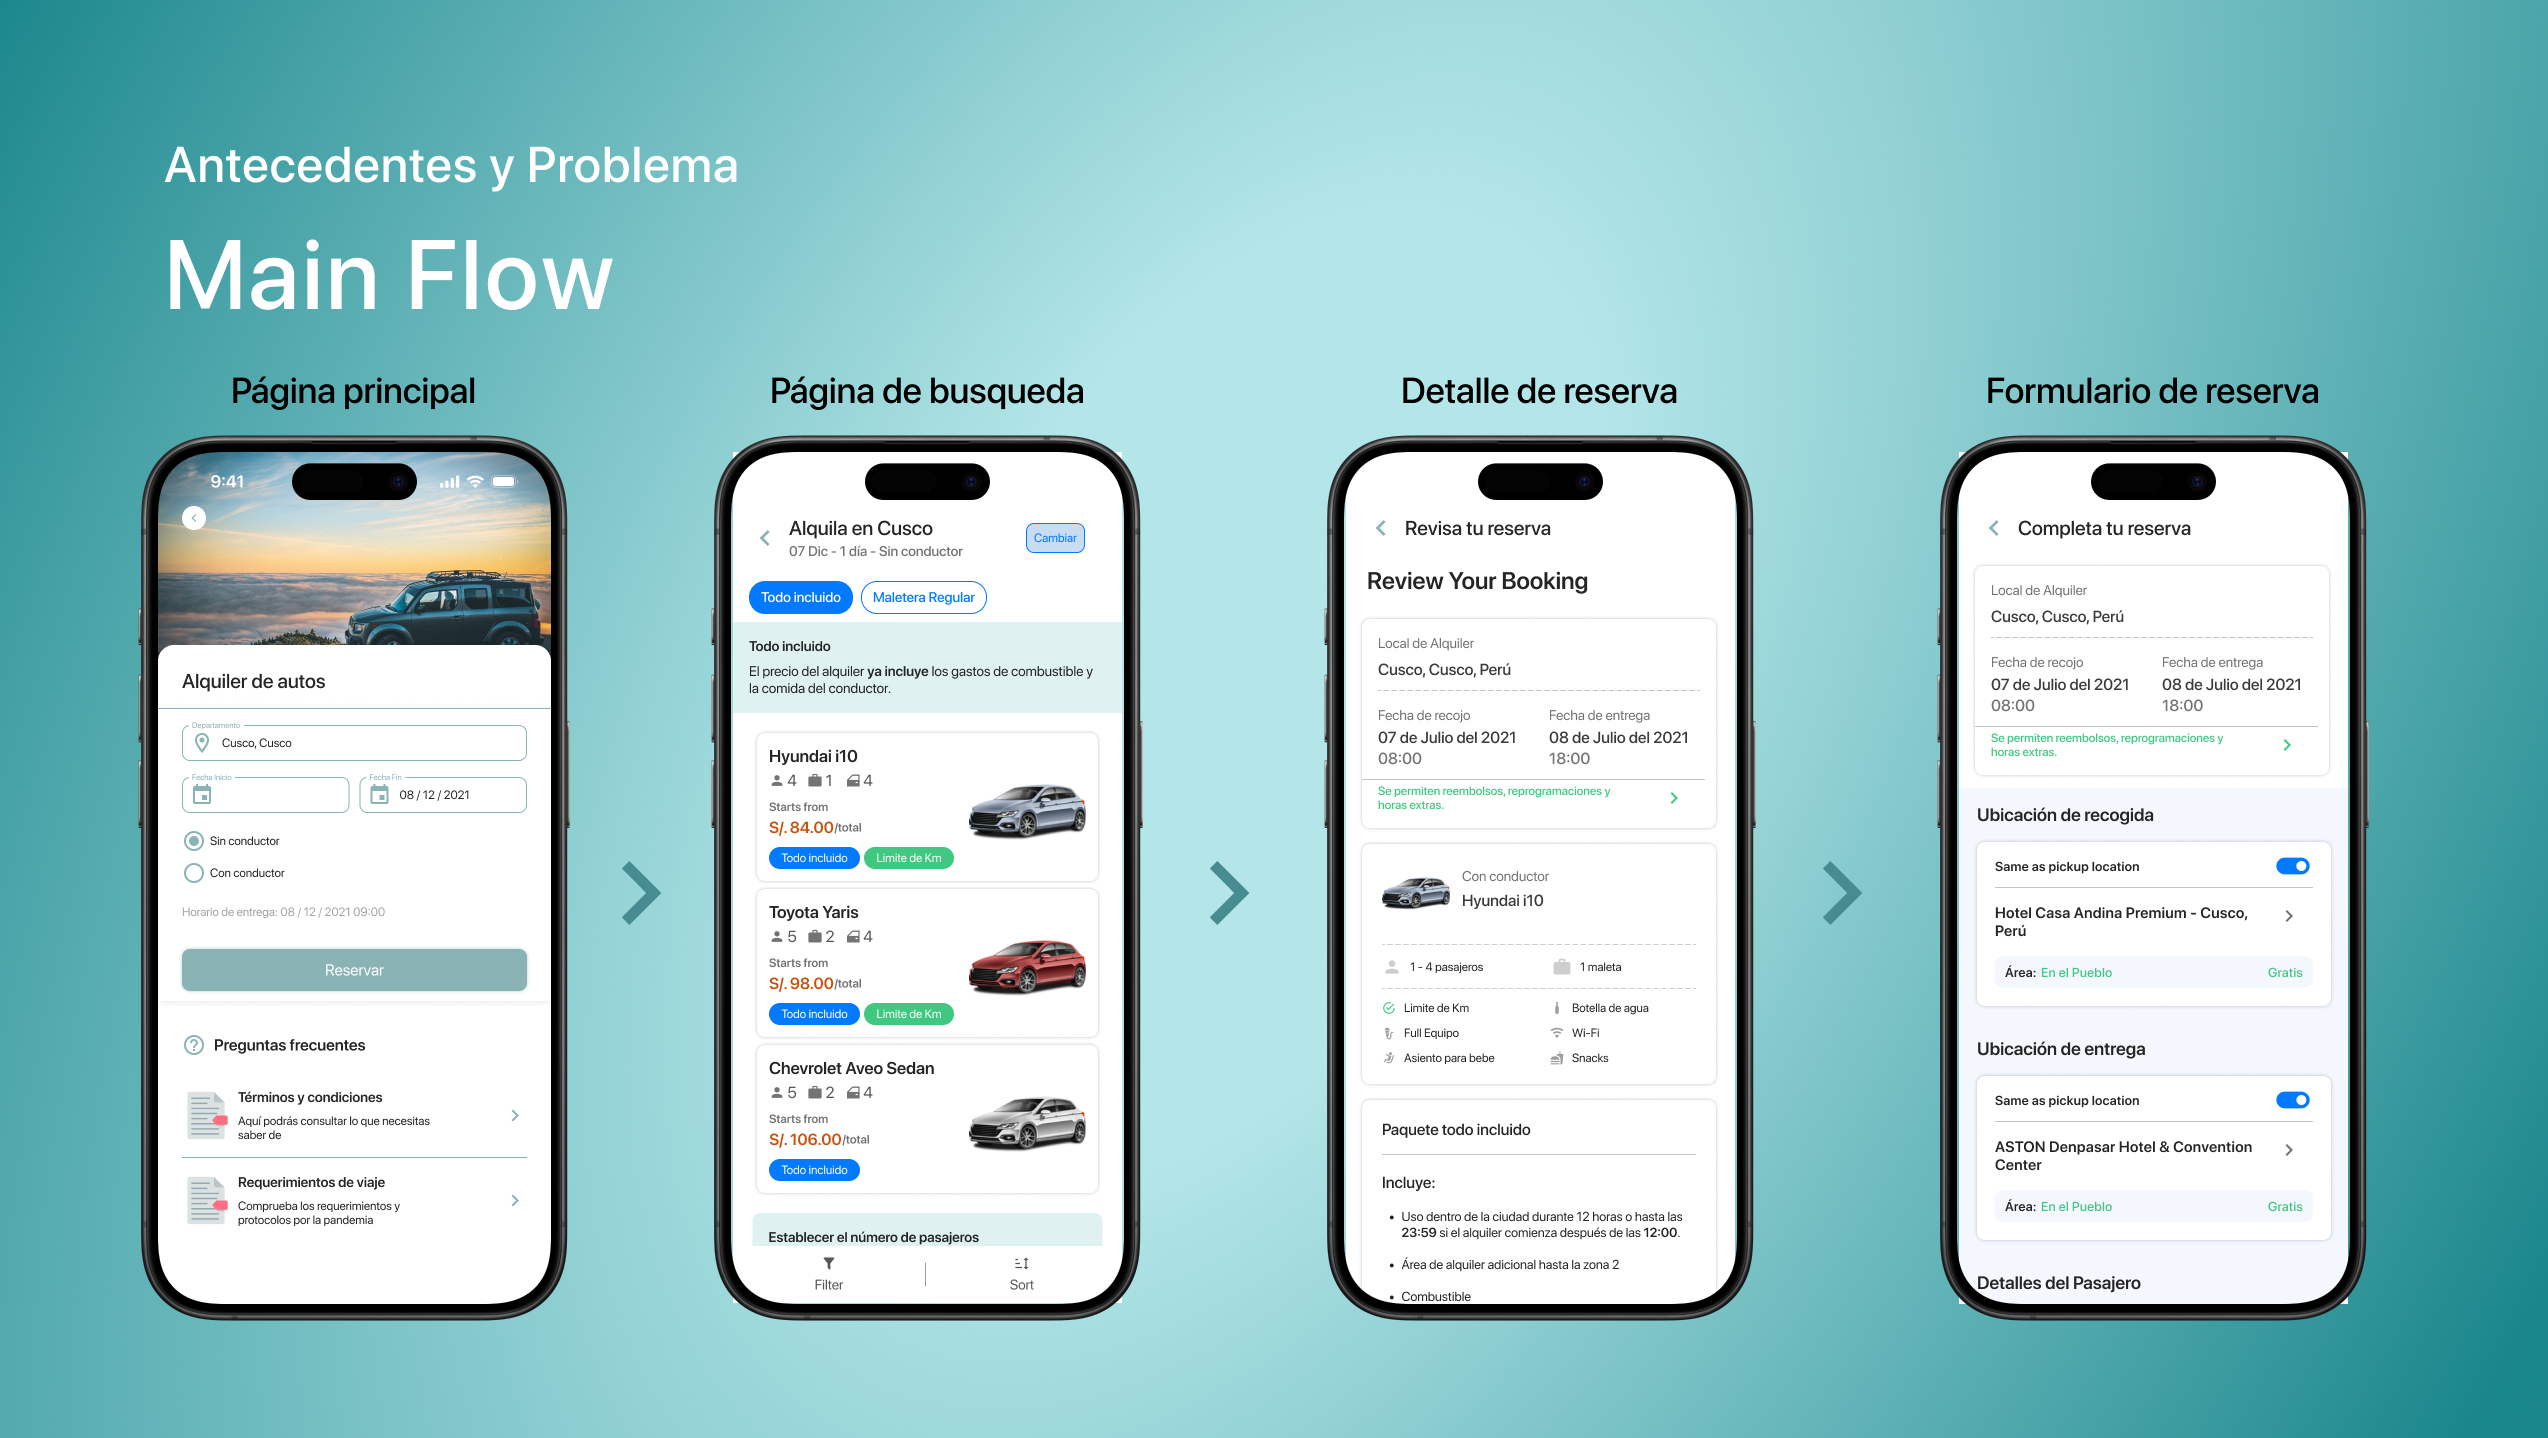 Antecedentes y Problema
Main Flow
Página principal
9:41
Alquiler de autos
Departamento
Cusco, Cusco
Fecha Inicio
Fecha Fin
08 / 12 / 2021
Sin conductor
Con conductor
Horario de entrega: 08 / 12 / 2021 09:00
Reservar
Preguntas frecuentes
Términos y condiciones
Aquí podrás consultar lo que necesitas
saber de
Requerimientos de viaje
Comprueba los requerimientos y
protocolos por la pandemia
Página de busqueda
Alquila en Cusco
07 Dic - 1 día - Sin conductor
Cambiar
Todo incluido
Maletera Regular
Todo incluido
El precio del alquiler ya incluye los gastos de combustible y
la comida del conductor.
Hyundai i10
4 1 4
Starts from
S/. 84.00/total
Todo incluido
Limite de Km
Toyota Yaris
5 2 4
Starts from
S/. 98.00/total
Todo incluido
Limite de Km
Chevrolet Aveo Sedan
5 2 4
Starts from
S/. 106.00/total
Todo incluido
Establecer el número de pasajeros
Filter
Sort
Detalle de reserva
Revisa tu reserva
Review Your Booking
Local de Alquiler
Cusco, Cusco, Perú
Fecha de recojo
Fecha de entrega
07 de Julio del 2021
08 de Julio del 2021
08:00
18:00
Se permiten reembolsos, reprogramaciones y
horas extras.
Con conductor
Hyundai i10
1 - 4 pasajeros
1 maleta
Limite de Km
Botella de agua
Full Equipo
Wi-Fi
Asiento para bebe
Snacks
Paquete todo incluido
Incluye:
• Uso dentro de la ciudad durante 12 horas o hasta las
23:59 si el alquiler comienza después de las 12:00.
• Área de alquiler adicional hasta la zona 2
• Combustible
Formulario de reserva
Completa tu reserva
Local de Alquiler
Cusco, Cusco, Perú
Fecha de recojo
Fecha de entrega
07 de Julio del 2021
08 de Julio del 2021
08:00
18:00
Se permiten reembolsos, reprogramaciones y
horas extras.
Ubicación de recogida
Same as pickup location
Hotel Casa Andina Premium - Cusco,
Perú
Área: En el Pueblo
Gratis
Ubicación de entrega
Same as pickup location
ASTON Denpasar Hotel & Convention
Center
Área: En el Pueblo
Gratis
Detalles del Pasajero